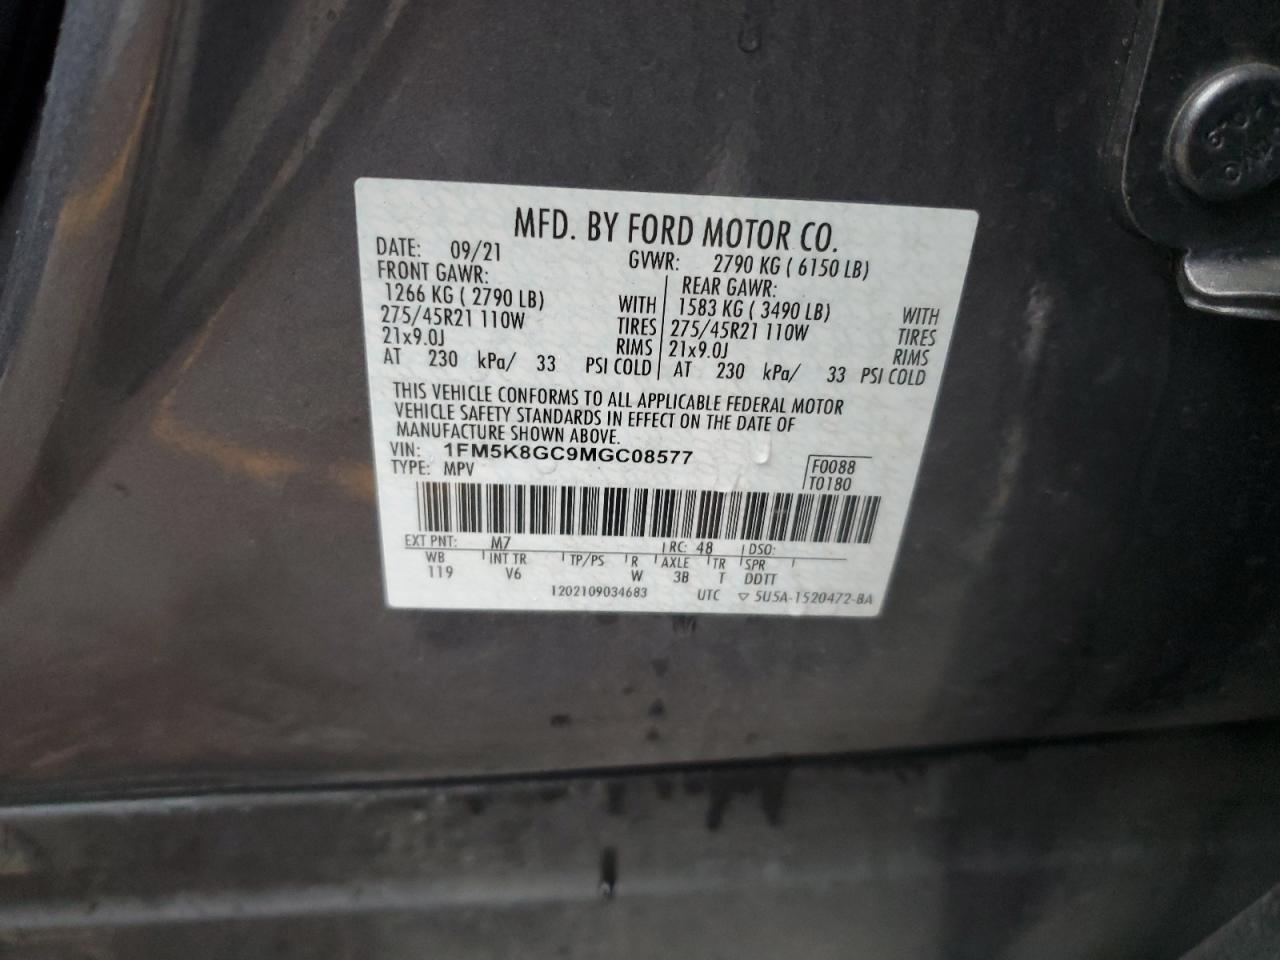 MFD. BY FORD MOTOR CO.
DATE: 09/21 GVWR: 2790 KG ( 6150 LB)
FRONT GAWR: REAR GAWR:
1266 KG ( 2790 LB) WITH 1583 KG ( 3490 LB) WITH
275/45R21 110W TIRES 275/45R21 110W TIRES
21x9.0J RIMS 21x9.0J RIMS
AT 230 kPa/ 33 PSI COLD AT 230 kPa/ 33 PSI COLD
THIS VEHICLE CONFORMS TO ALL APPLICABLE FEDERAL MOTOR
VEHICLE SAFETY STANDARDS IN EFFECT ON THE DATE OF
MANUFACTURE SHOWN ABOVE.
VIN: 1FM5K8GC9MGC08577 F0088
TYPE: MPV T0180
EXT PNT: M7 RC: 48 DSO:
WB INT TR TP/PS R AXLE TR SPR
119 V6 W 3B T DDTT
1202109034683 UTC ▽ 5U5A-1520472-BA